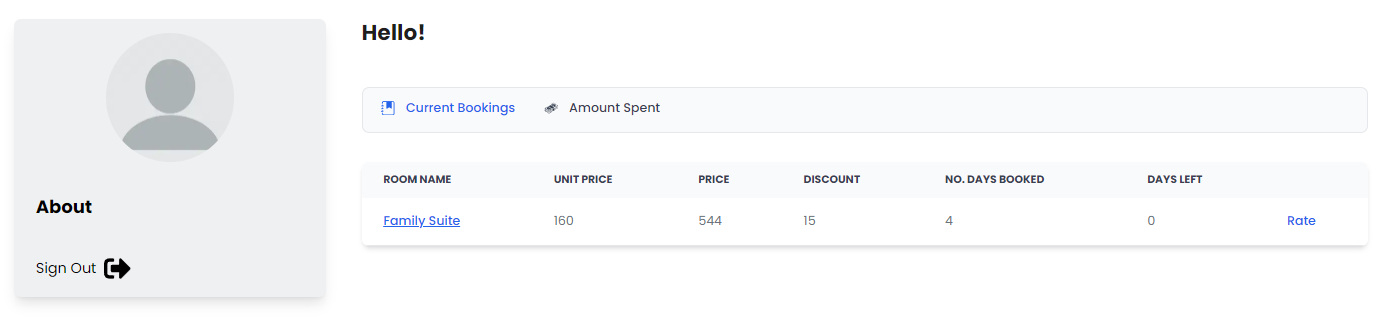 Hello!
Current Bookings Amount Spent
ROOM NAME UNIT PRICE PRICE DISCOUNT NO. DAYS BOOKED DAYS LEFT
Family Suite 160 544 15 4 0 Rate
About
Sign Out